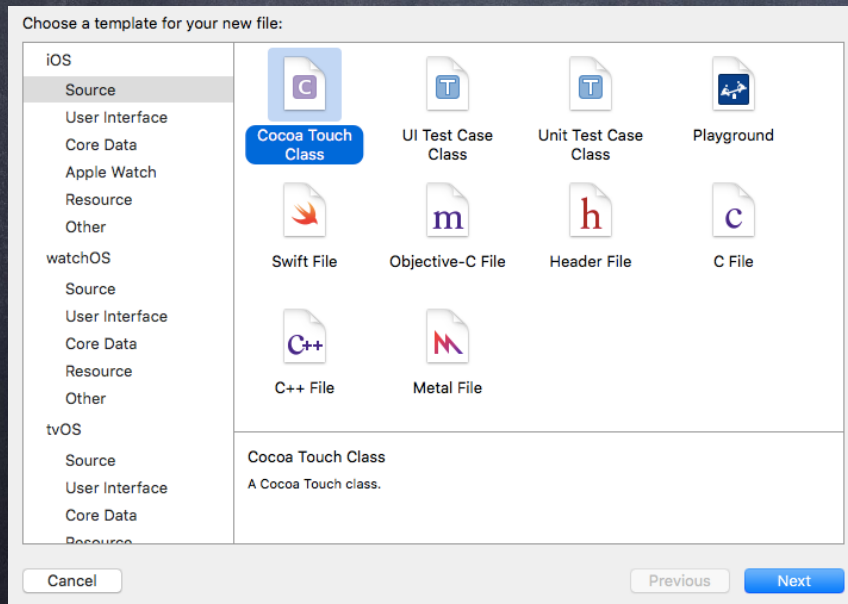 Choose a template for your new file:
iOS
Source
User Interface
Core Data
Apple Watch
Resource
Other
watchOS
Source
User Interface
Core Data
Resource
Other
tvOS
Source
User Interface
Core Data
Resource
C
Cocoa Touch
Class
T
UI Test Case
Class
T
Unit Test Case
Class
Playground
Swift File
m
Objective-C File
h
Header File
c
C File
C++
C++ File
Metal File
Cocoa Touch Class
A Cocoa Touch class.
Cancel
Previous
Next